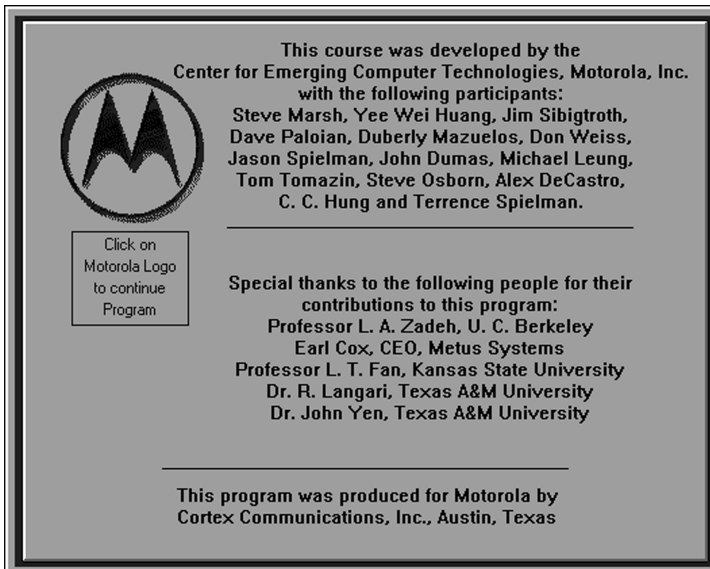 This course was developed by the
Center for Emerging Computer Technologies, Motorola, Inc.
with the following participants:
Steve Marsh, Yee Wei Huang, Jim Sibigtroth,
Dave Paloian, Duberly Mazuelos, Don Weiss,
Jason Spielman, John Dumas, Michael Leung,
Tom Tomazin, Steve Osborn, Alex DeCastro,
C. C. Hung and Terrence Spielman.
Click on
Motorola Logo
to continue
Program
Special thanks to the following people for their
contributions to this program:
Professor L. A. Zadeh, U. C. Berkeley
Earl Cox, CEO, Metus Systems
Professor L. T. Fan, Kansas State University
Dr. R. Langari, Texas A&M University
Dr. John Yen, Texas A&M University
This program was produced for Motorola by
Cortex Communications, Inc., Austin, Texas